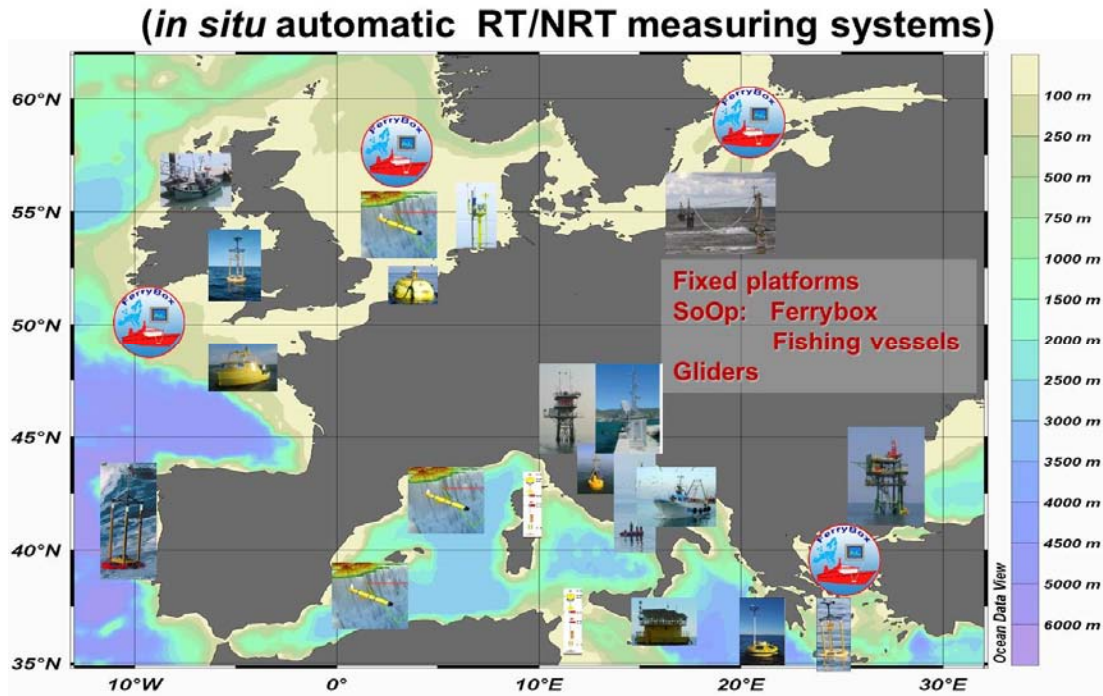 (in situ automatic RT/NRT measuring systems)
60°N
55°N
50°N
45°N
40°N
35°N
10°W
0°E
10°E
20°E
30°E
FerryBox
FerryBox
FerryBox
FerryBox
Fixed platforms
SoOp: Ferrybox
Fishing vessels
Gliders
100 m
250 m
500 m
750 m
1000 m
1500 m
2000 m
2500 m
3000 m
3500 m
4000 m
4500 m
5000 m
6000 m
Ocean Data View